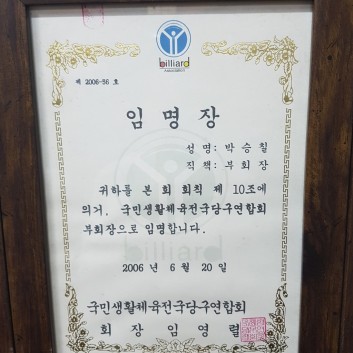 billiard
Association
제 2006-36 호
임 명 장
성 명 : 박 승 칠
직 책 : 부 회 장
귀하를 본 회 회칙 제 10조에
의거, 국민생활체육전국당구연합회
부회장으로 임명합니다.
billiard
2006 년 6 월 20 일
국민생활체육전국당구연합회
회 장 임 영 렬